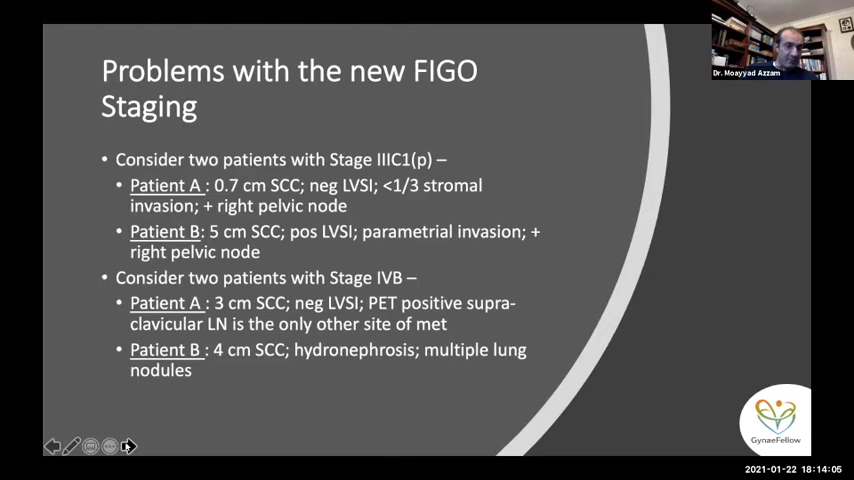 Problems with the new FIGO
Staging
• Consider two patients with Stage IIIC1(p) –
• Patient A : 0.7 cm SCC; neg LVSI; <1/3 stromal
invasion; + right pelvic node
• Patient B: 5 cm SCC; pos LVSI; parametrial invasion; +
right pelvic node
• Consider two patients with Stage IVB –
• Patient A : 3 cm SCC; neg LVSI; PET positive supra-
clavicular LN is the only other site of met
• Patient B : 4 cm SCC; hydronephrosis; multiple lung
nodules
Dr. Moayyad Azzam
GynaeFellow
2021-01-22 18:14:05